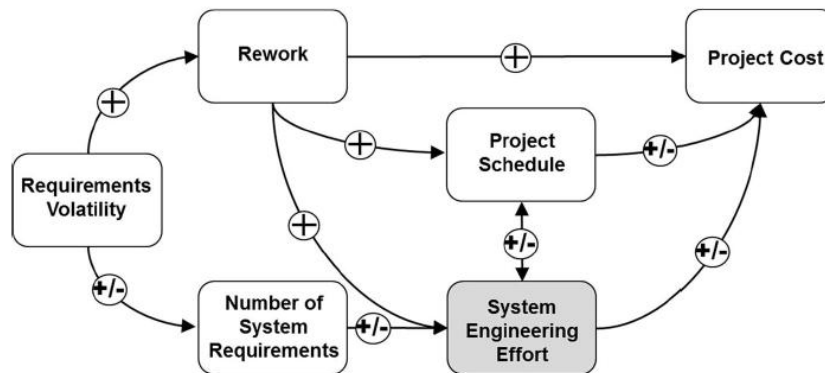 Rework
+
Project Cost
+
+
Project
Schedule
+/-
Requirements
Volatility
+
+/-
+/-
+/-
Number of
System
Requirements
+/-
System
Engineering
Effort